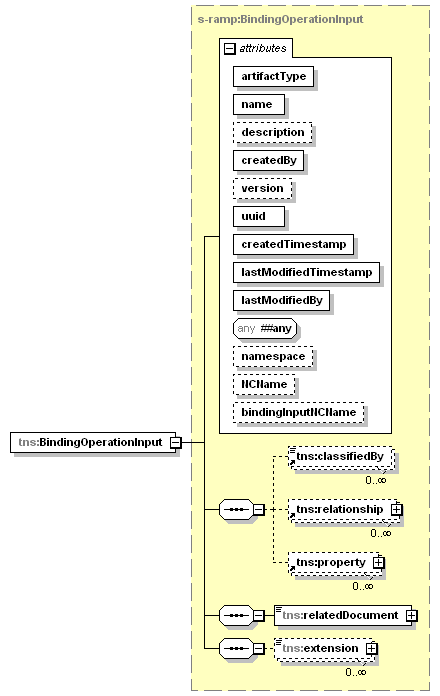 s-ramp:BindingOperationInput
attributes
artifactType
name
description
createdBy
version
uuid
createdTimestamp
lastModifiedTimestamp
lastModifiedBy
any ##any
namespace
NCName
bindingInputNCName
tns:BindingOperationInput
tns:classifiedBy
0..∞
tns:relationship
0..∞
tns:property
0..∞
tns:relatedDocument
tns:extension
0..∞